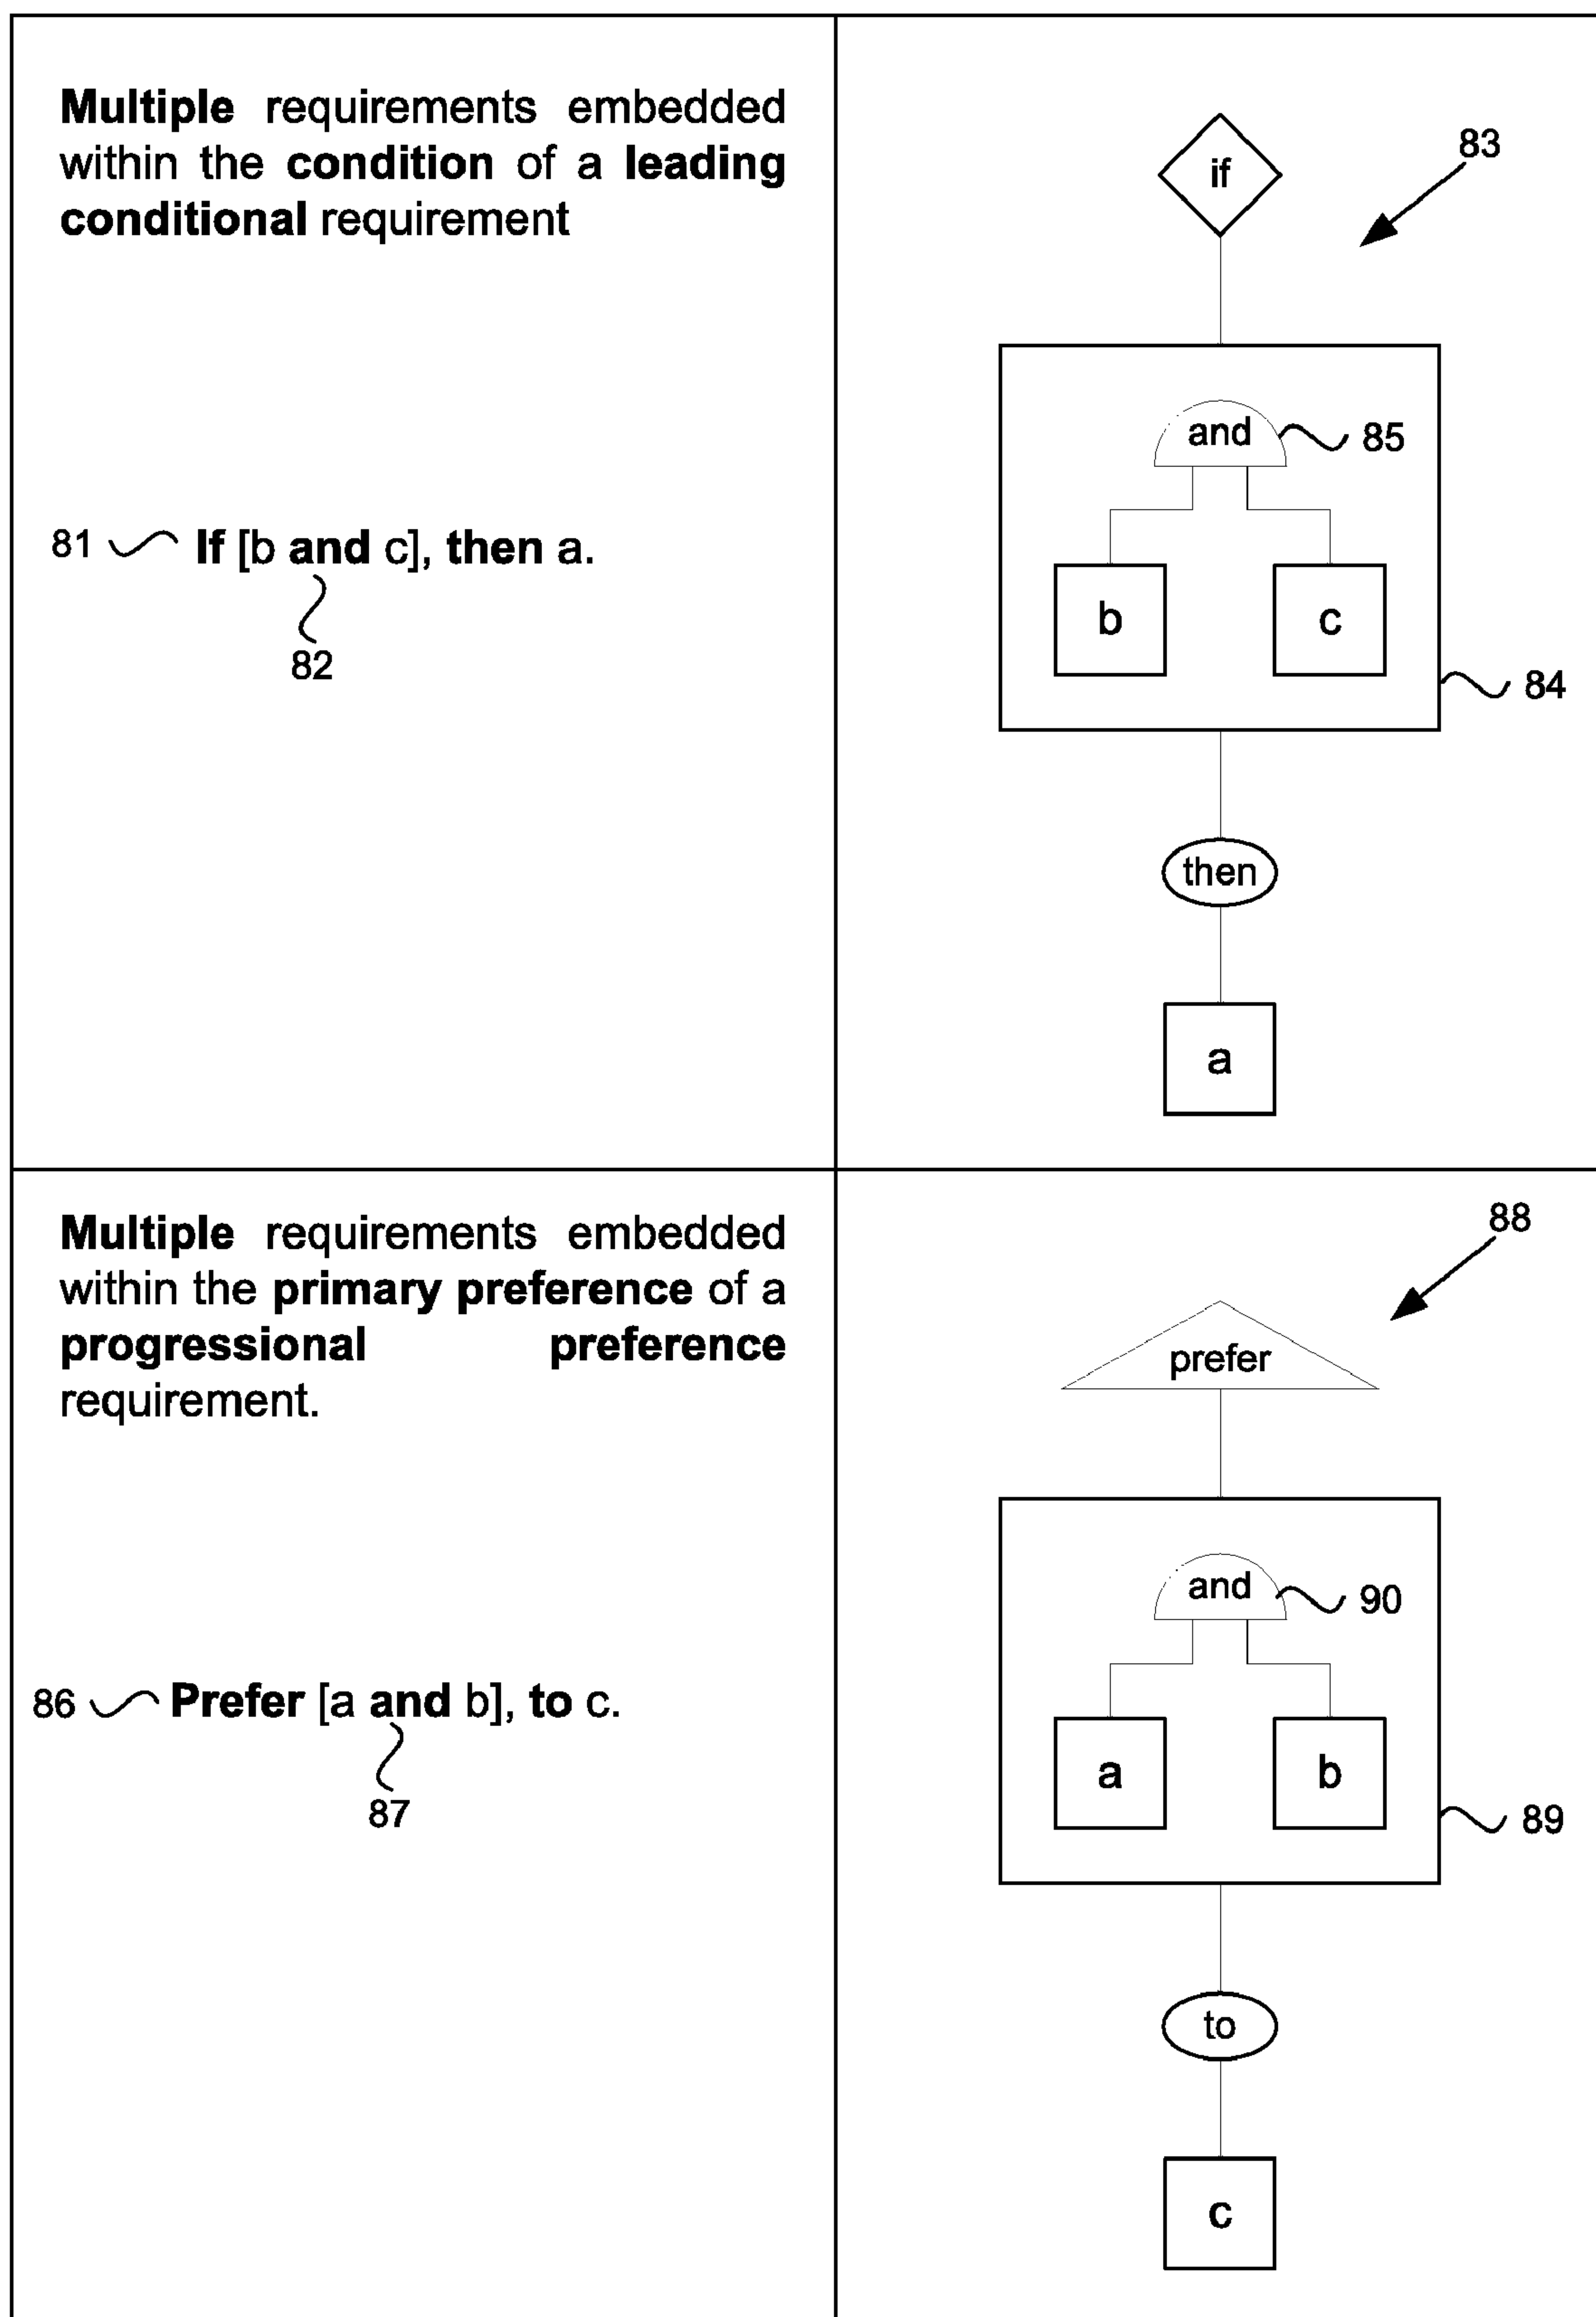 Multiple requirements embedded
within the condition of a leading
conditional requirement
81 If [b and c], then a.
82
if
83
and
85
b
c
84
then
a
Multiple requirements embedded
within the primary preference of a
progressional preference
requirement.
86 Prefer [a and b], to c.
87
88
prefer
and
90
a
b
89
to
c